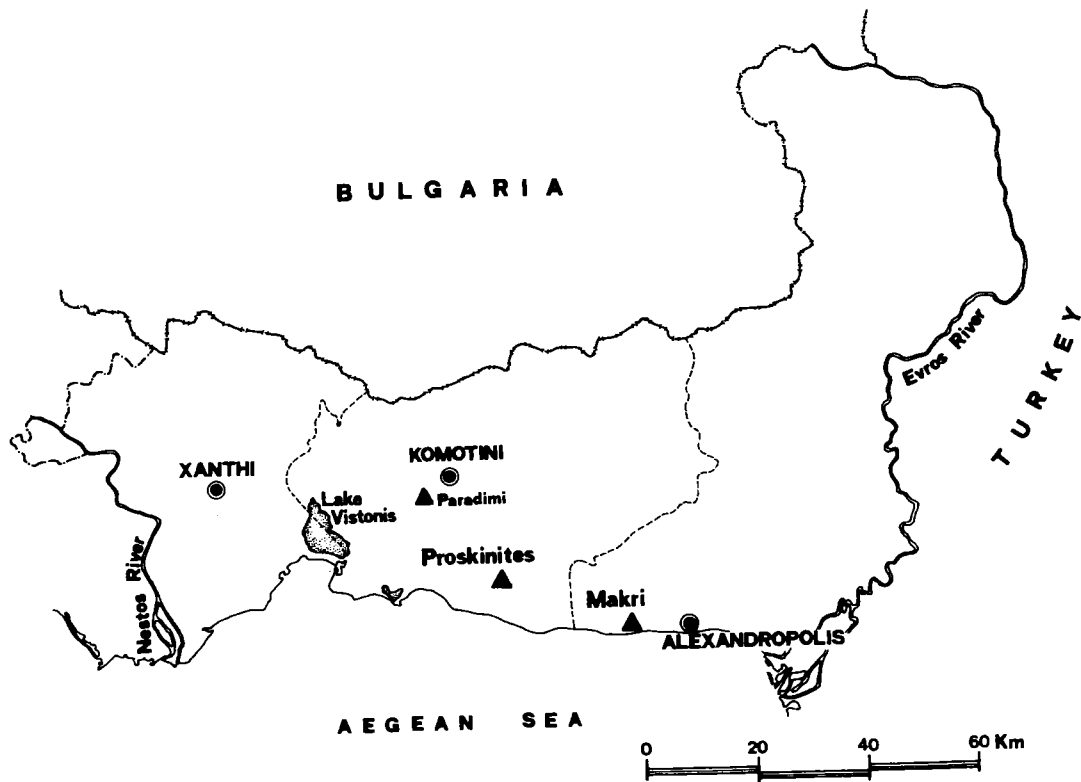 BULGARIA
TURKEY
Evros River
XANTHI
KOMOTINI
Paradimi
Lake
Vistonis
Proskinites
Nestos River
Makri
ALEXANDROPOLIS
AEGEAN SEA
0 20 40 60 Km